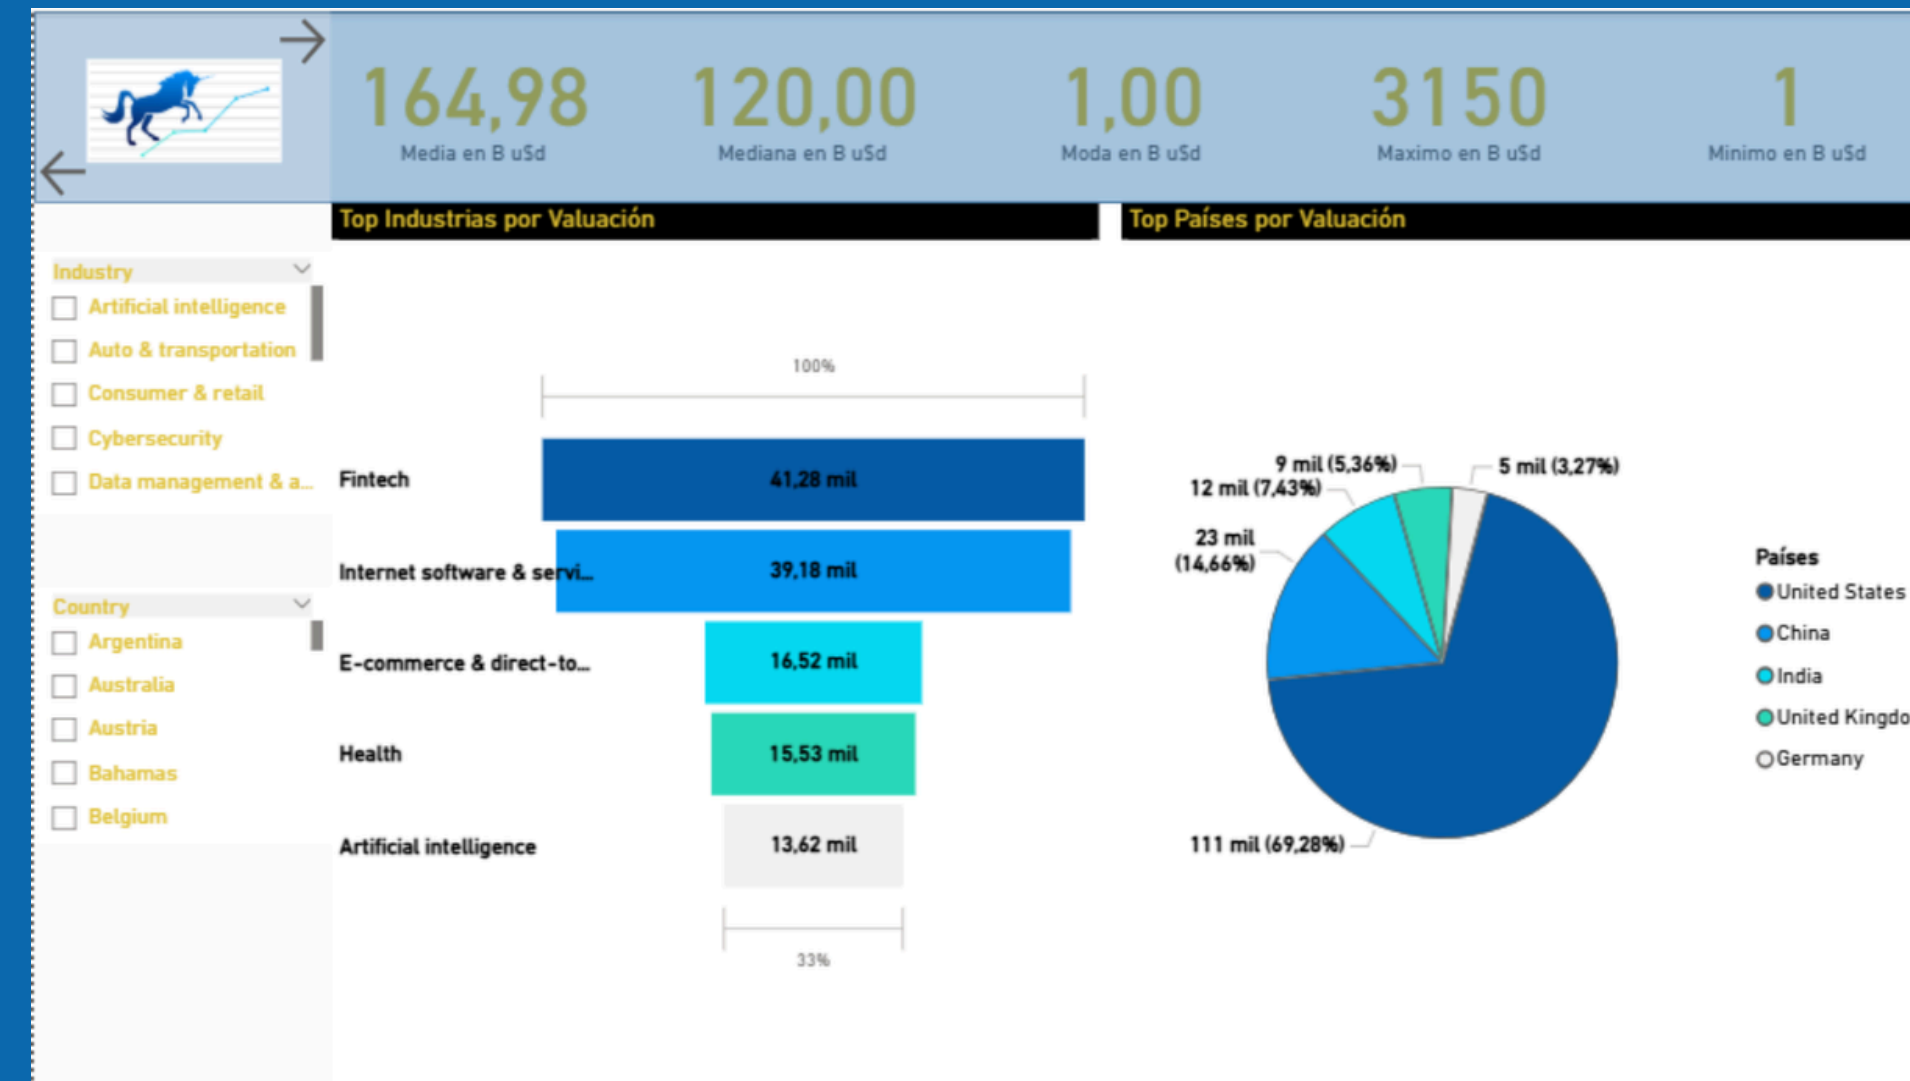 164,98
Media en B u$d
120,00
Mediana en B u$d
1,00
Moda en B u$d
3150
Maximo en B u$d
1
Minimo en B u$d
Top Industrias por Valuación
Top Países por Valuación
Industry
Artificial intelligence
Auto & transportation
Consumer & retail
Cybersecurity
Data management & a...
Country
Argentina
Australia
Austria
Bahamas
Belgium
100%
Fintech
41,28 mil
Internet software & servi...
39,18 mil
E-commerce & direct-to...
16,52 mil
Health
15,53 mil
Artificial intelligence
13,62 mil
33%
9 mil (5,36%)
5 mil (3,27%)
12 mil (7,43%)
23 mil
(14,66%)
111 mil (69,28%)
Países
United States
China
India
United Kingdo
Germany